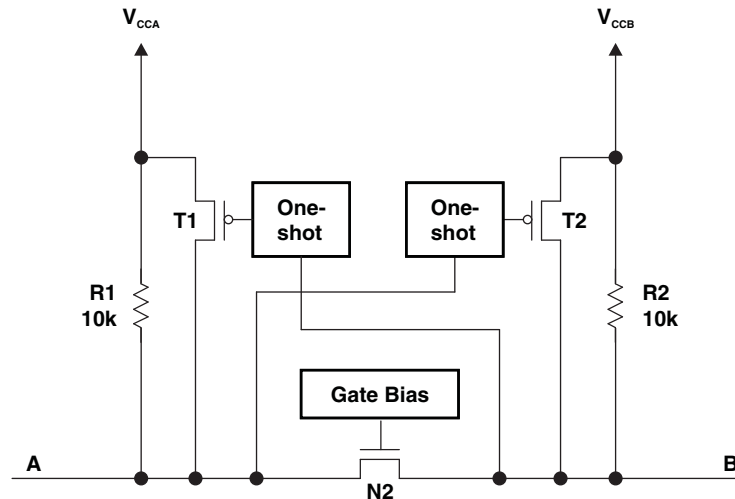 VCCA
VCCB
T1
One-
shot
One-
shot
T2
R1
10k
R2
10k
Gate Bias
A
N2
B